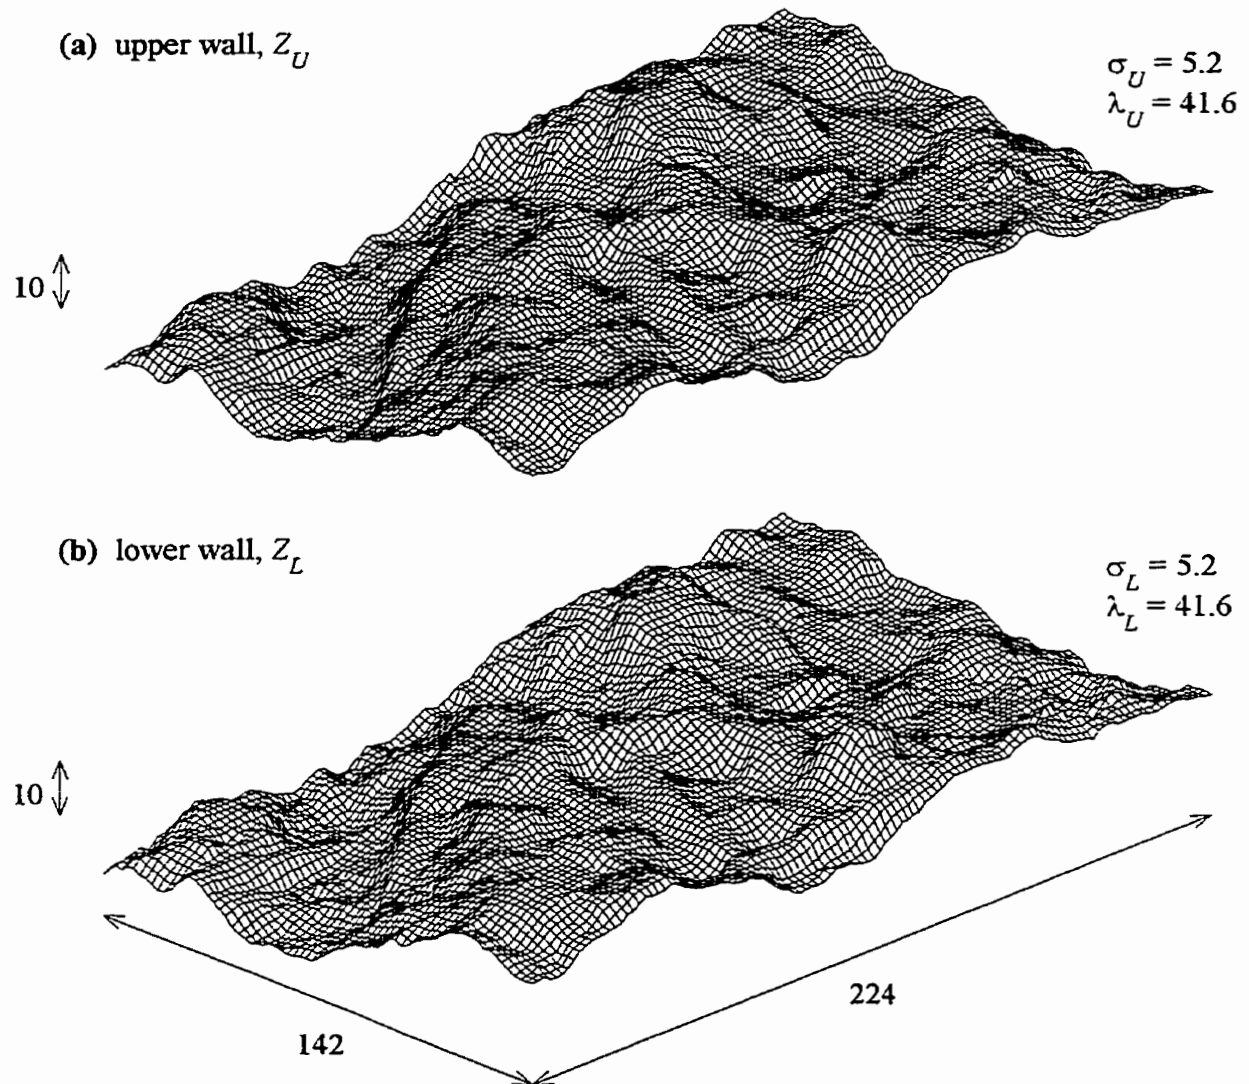 (a) upper wall, Z_U
σ_U = 5.2
λ_U = 41.6
10
(b) lower wall, Z_L
σ_L = 5.2
λ_L = 41.6
10
224
142